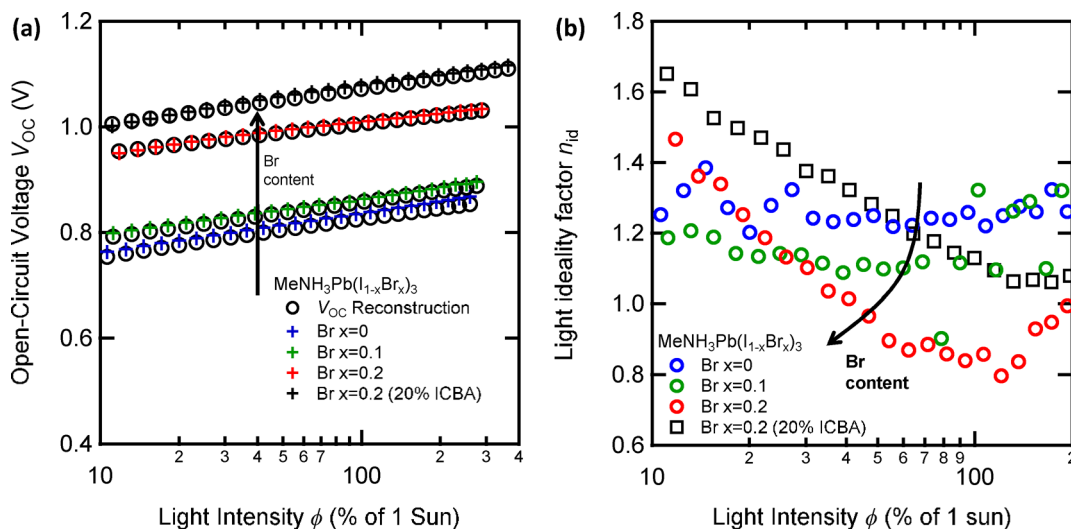 (a)
Open-Circuit Voltage VOC (V)
1.2
1.0
0.8
0.6
0.4
Br
content
MeNH3Pb(I1-xBrx)3
VOC Reconstruction
Br x=0
Br x=0.1
Br x=0.2
Br x=0.2 (20% ICBA)
10
2
3
4
5
6
7
100
2
3
4
Light Intensity ϕ (% of 1 Sun)
(b)
Light ideality factor nid
1.8
1.6
1.4
1.2
1.0
0.8
0.6
MeNH3Pb(I1-xBrx)3
Br x=0
Br x=0.1
Br x=0.2
Br x=0.2 (20% ICBA)
Br
content
10
2
3
4
5
6
7
8
9
100
2
Light Intensity ϕ (% of 1 Sun)